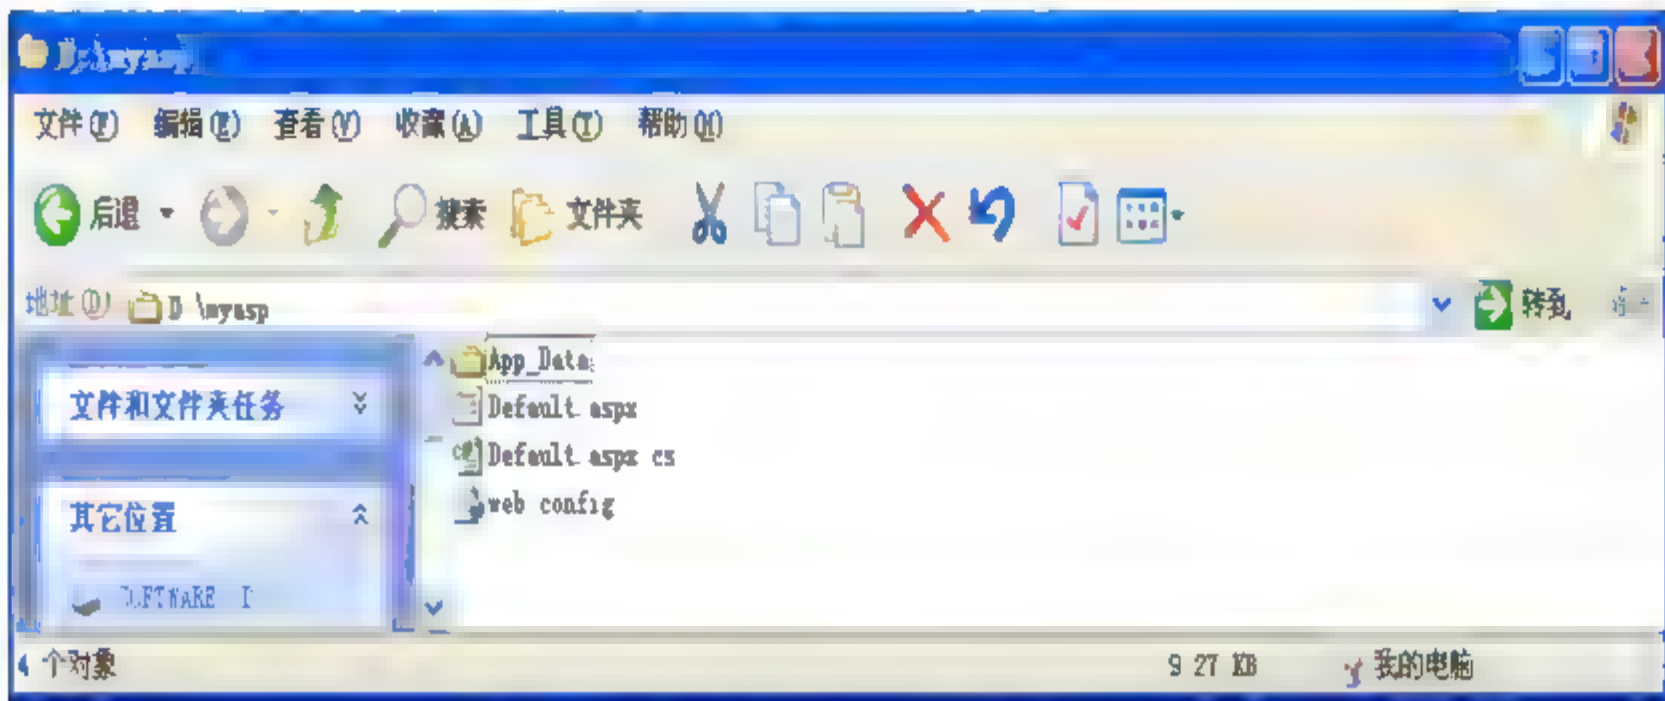 D:\myasp
文件(F) 编辑(E) 查看(V) 收藏(A) 工具(T) 帮助(H)
后退 搜索 文件夹
地址(D) D \myasp 转到
App_Data
文件和文件夹任务
Default.aspx
Default.aspx cs
其它位置
web config
4 个对象 9 27 KB 我的电脑